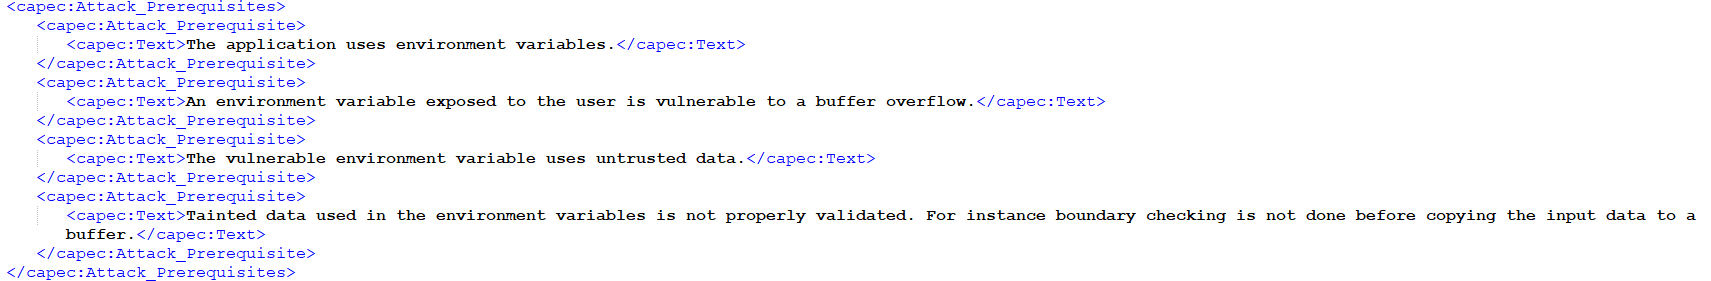 <capec:Attack_Prerequisites>
<capec:Attack_Prerequisite>
<capec:Text>The application uses environment variables.</capec:Text>
</capec:Attack_Prerequisite>
<capec:Attack_Prerequisite>
<capec:Text>An environment variable exposed to the user is vulnerable to a buffer overflow.</capec:Text>
</capec:Attack_Prerequisite>
<capec:Attack_Prerequisite>
<capec:Text>The vulnerable environment variable uses untrusted data.</capec:Text>
</capec:Attack_Prerequisite>
<capec:Attack_Prerequisite>
<capec:Text>Tainted data used in the environment variables is not properly validated. For instance boundary checking is not done before copying the input data to a
buffer.</capec:Text>
</capec:Attack_Prerequisite>
</capec:Attack_Prerequisites>